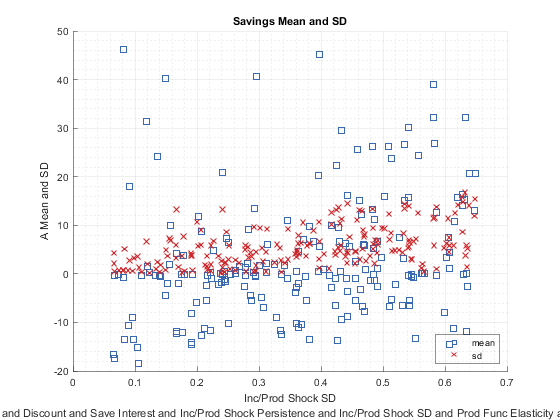 Savings Mean and SD
A Mean and SD
50
40
30
20
10
0
-10
-20
0
0.1
0.2
0.3
0.4
0.5
0.6
0.7
mean
sd
Inc/Prod Shock SD
and Discount and Save Interest and Inc/Prod Shock Persistence and Inc/Prod Shock SD and Prod Func Elasticity